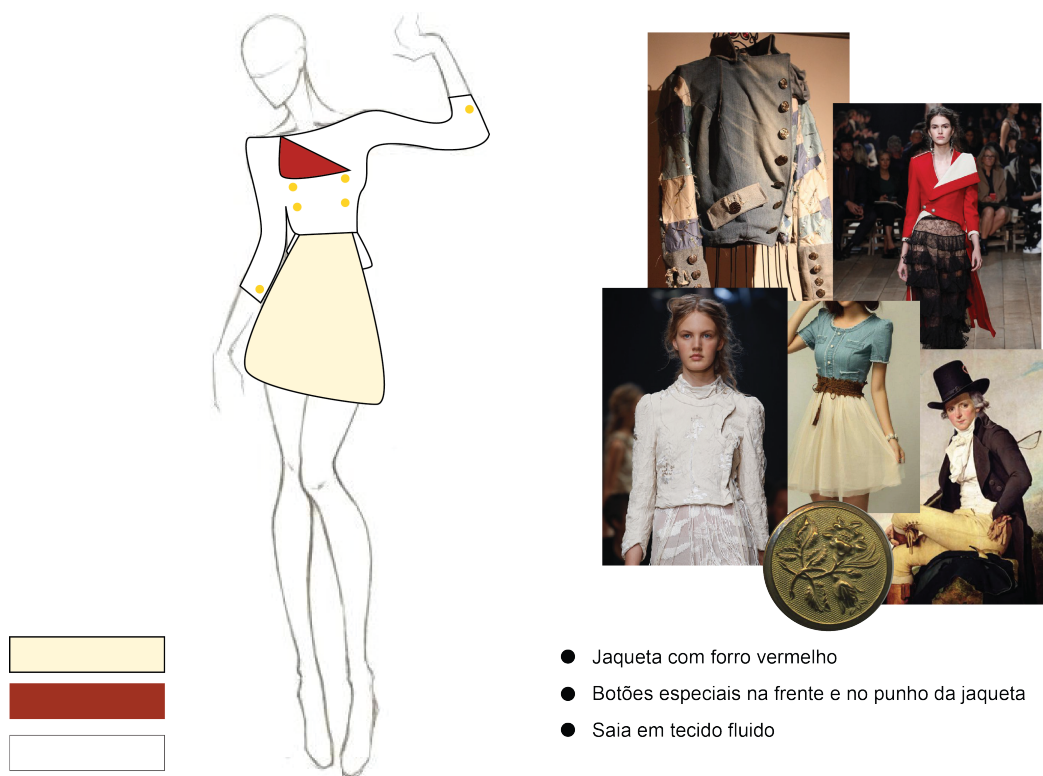 Jaqueta com forro vermelho
Botões especiais na frente e no punho da jaqueta
Saia em tecido fluido